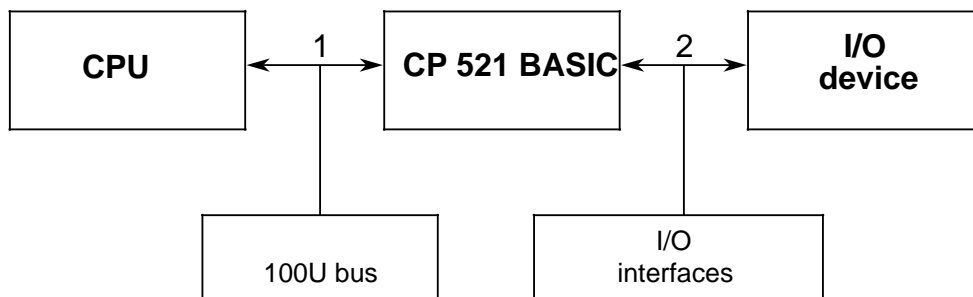 CPU
1
CP 521 BASIC
2
I/O
device
100U bus
I/O
interfaces